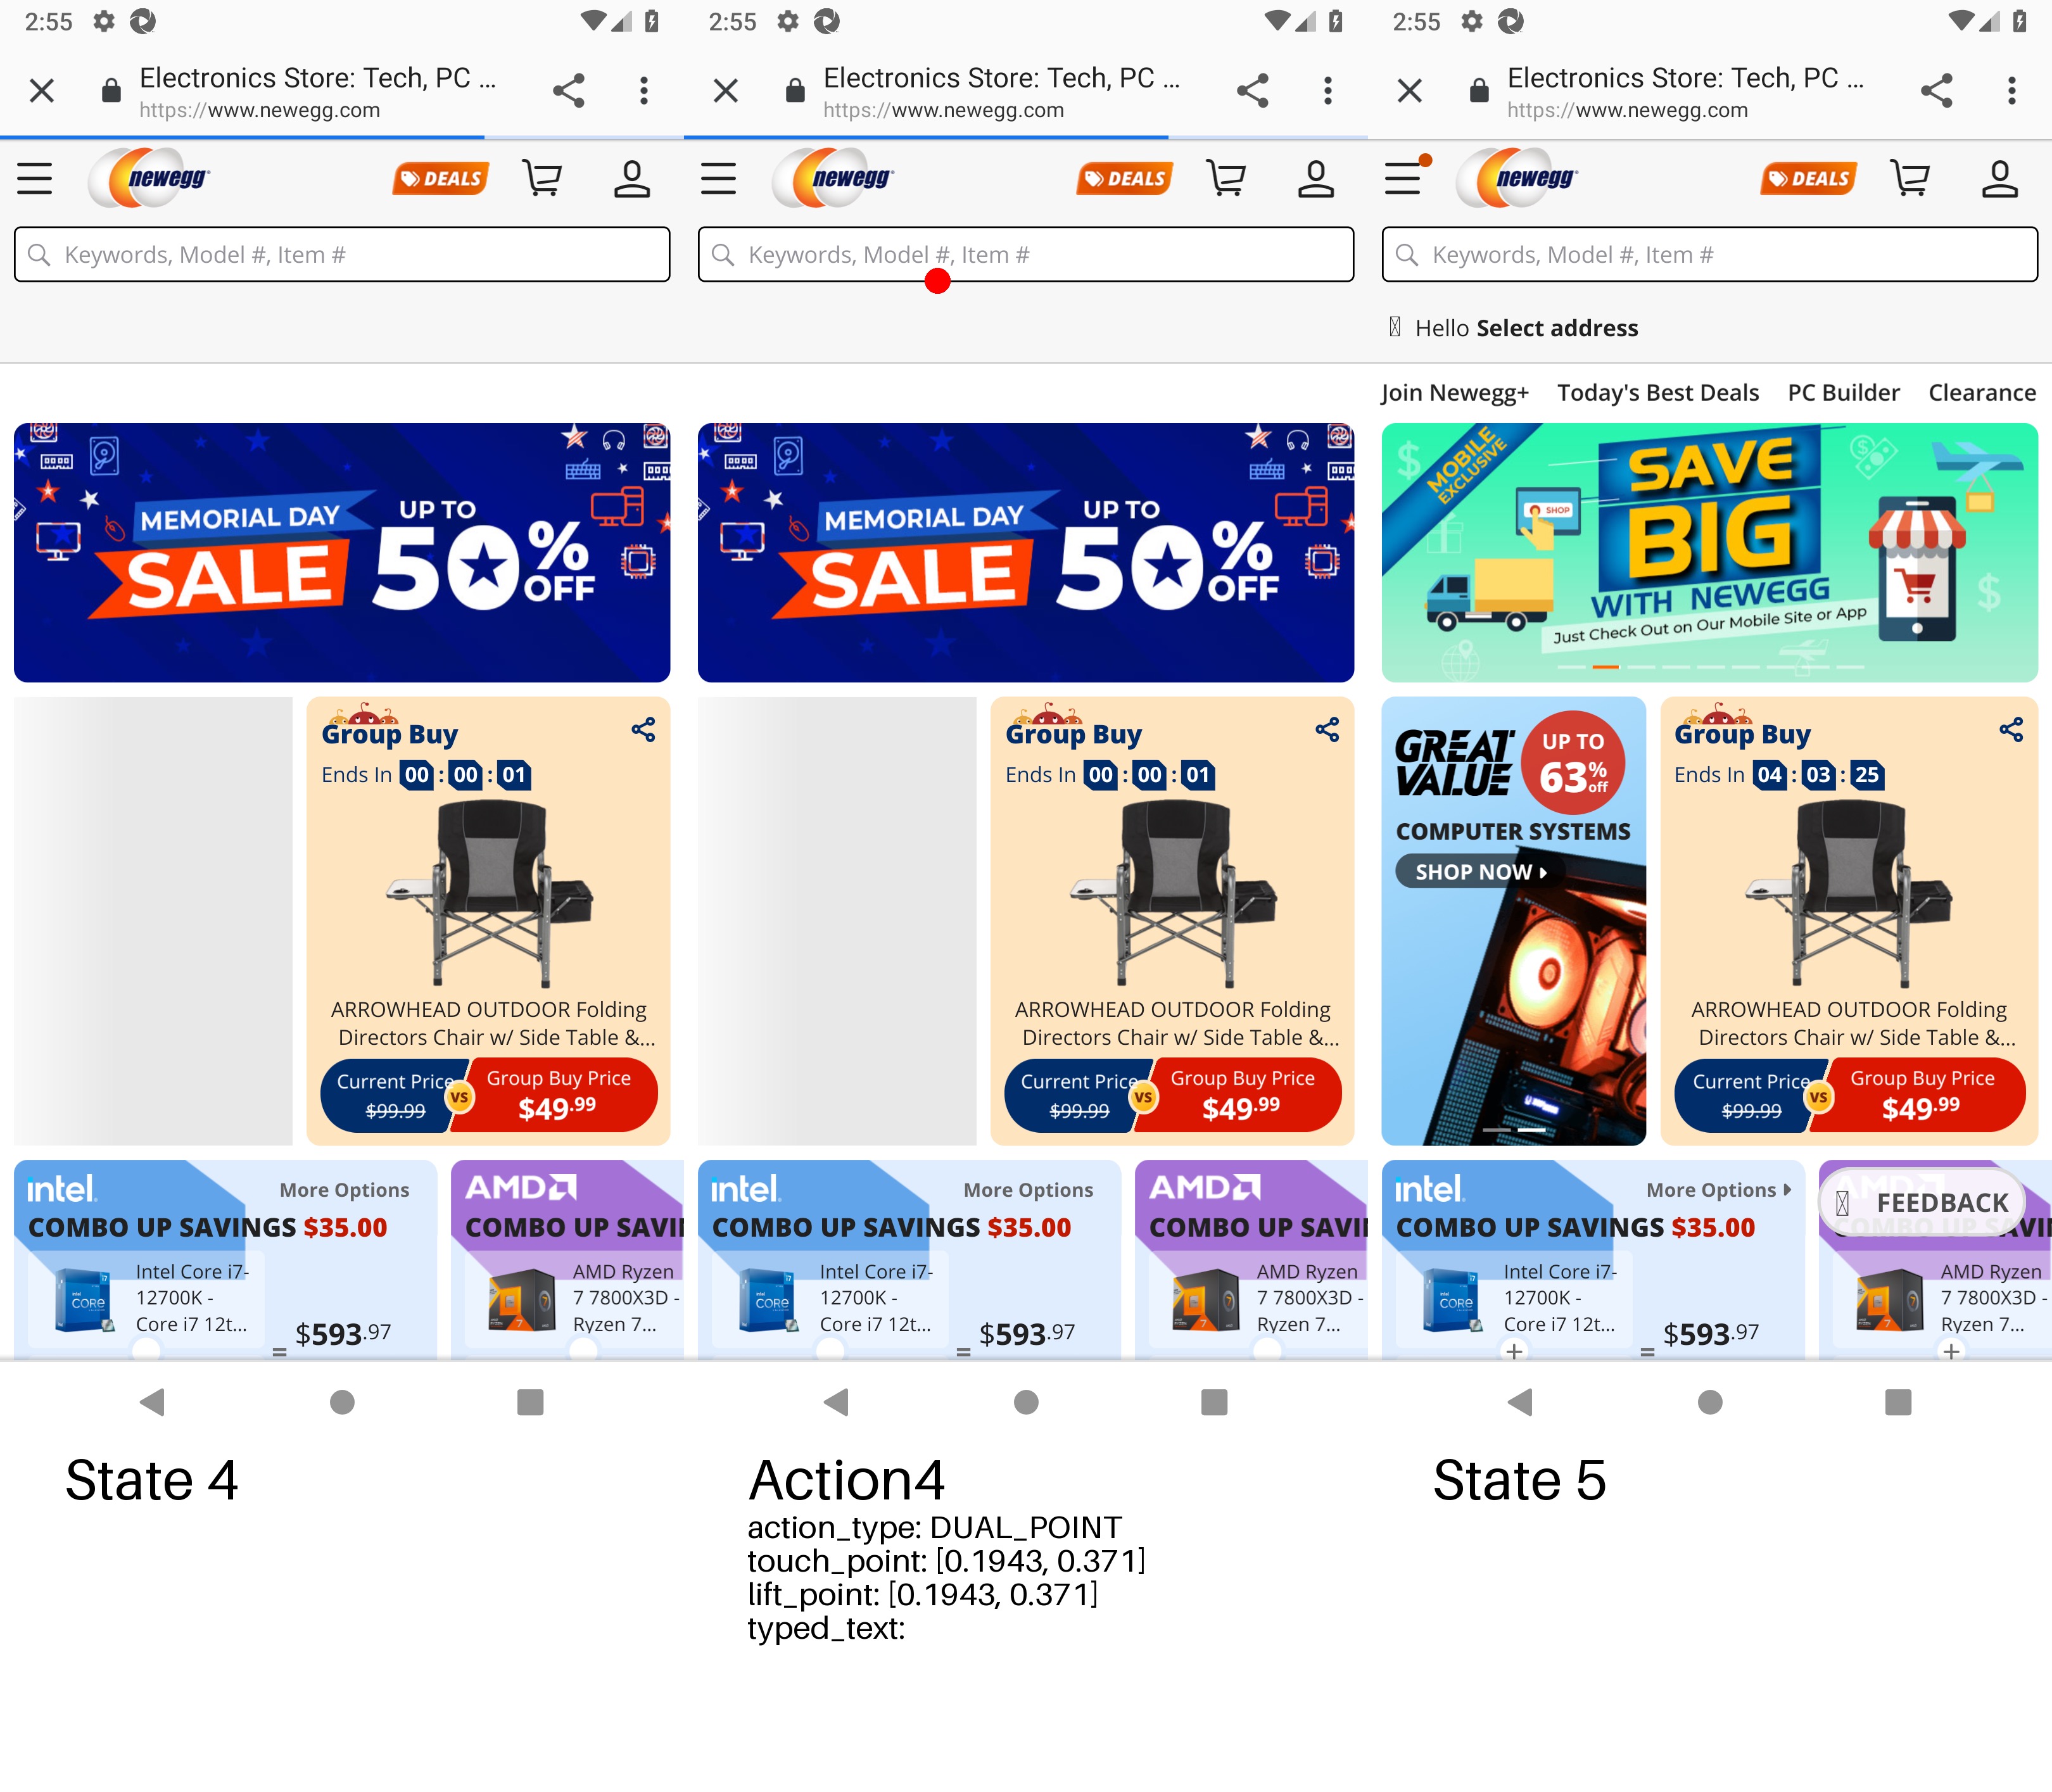 2:55
Electronics Store: Tech, PC ...
https://www.newegg.com
newegg
DEALS
Keywords, Model #, Item #
MEMORIAL DAY
SALE
UP TO
50%
OFF
Group Buy
Ends In 00 : 00 : 01
ARROWHEAD OUTDOOR Folding
Directors Chair w/ Side Table &...
Current Price
$99.99
VS
Group Buy Price
$49.99
intel.
More Options
COMBO UP SAVINGS $35.00
Intel Core i7-
12700K -
Core i7 12t...
= $593.97
AMD
COMBO UP SAVI
AMD Ryzen
7 7800X3D -
Ryzen 7...
State 4
2:55
Electronics Store: Tech, PC ...
https://www.newegg.com
newegg
DEALS
Keywords, Model #, Item #
MEMORIAL DAY
SALE
UP TO
50%
OFF
Group Buy
Ends In 00 : 00 : 01
ARROWHEAD OUTDOOR Folding
Directors Chair w/ Side Table &...
Current Price
$99.99
VS
Group Buy Price
$49.99
intel.
More Options
COMBO UP SAVINGS $35.00
Intel Core i7-
12700K -
Core i7 12t...
= $593.97
AMD
COMBO UP SAVI
AMD Ryzen
7 7800X3D -
Ryzen 7...
Action4
action_type: DUAL_POINT
touch_point: [0.1943, 0.371]
lift_point: [0.1943, 0.371]
typed_text:
2:55
Electronics Store: Tech, PC ...
https://www.newegg.com
newegg
DEALS
Keywords, Model #, Item #
Hello Select address
Join Newegg+ Today's Best Deals PC Builder Clearance
MOBILE
EXCLUSIVE
SHOP
SAVE
BIG
WITH NEWEGG
Just Check Out on Our Mobile Site or App
GREAT
VALUE
UP TO
63%
off
COMPUTER SYSTEMS
SHOP NOW
Group Buy
Ends In 04 : 03 : 25
ARROWHEAD OUTDOOR Folding
Directors Chair w/ Side Table &...
Current Price
$99.99
VS
Group Buy Price
$49.99
intel.
More Options
COMBO UP SAVINGS $35.00
Intel Core i7-
12700K -
Core i7 12t...
+
= $593.97
AMD
FEEDBACK
COMBO UP SAVI
AMD Ryzen
7 7800X3D -
Ryzen 7...
+
State 5